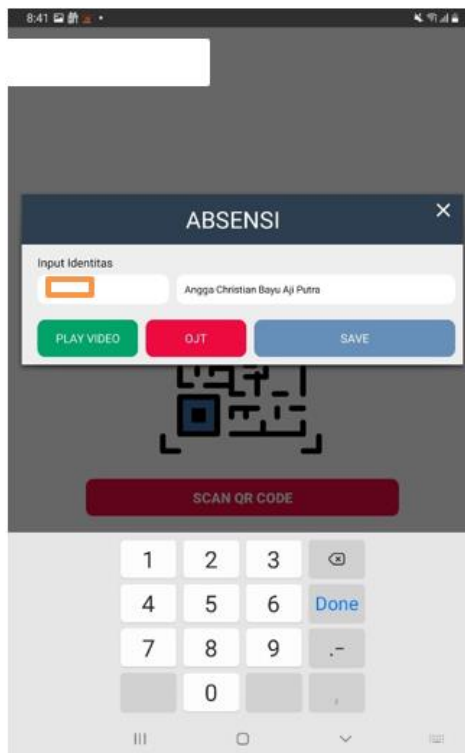 8:41
ABSENSI
Input Identitas
Angga Christian Bayu Aji Putra
PLAY VIDEO
OJT
SAVE
SCAN QR CODE
1 2 3
4 5 6 Done
7 8 9 .-
0 ,